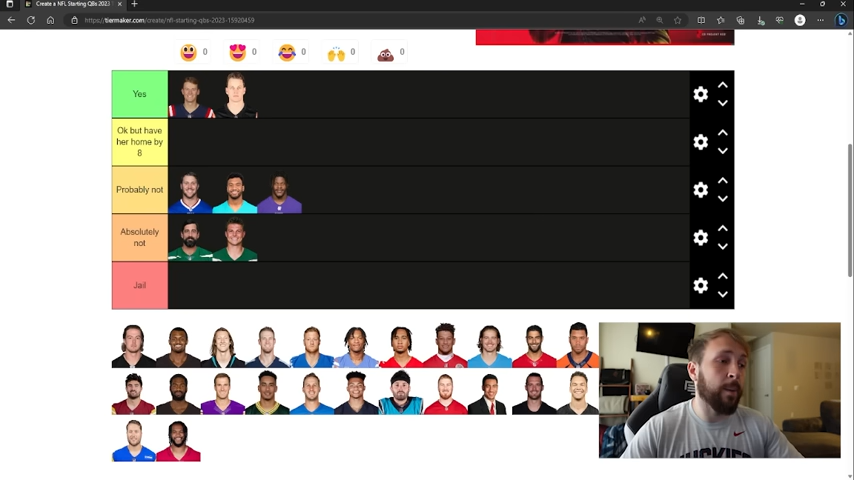 Create a NFL Starting QBs 2023
https://tiermaker.com/create/nfl-starting-qbs-2023-15920459
0
0
0
0
0
Yes
Ok but have
her home by
8
Probably not
Absolutely
not
Jail